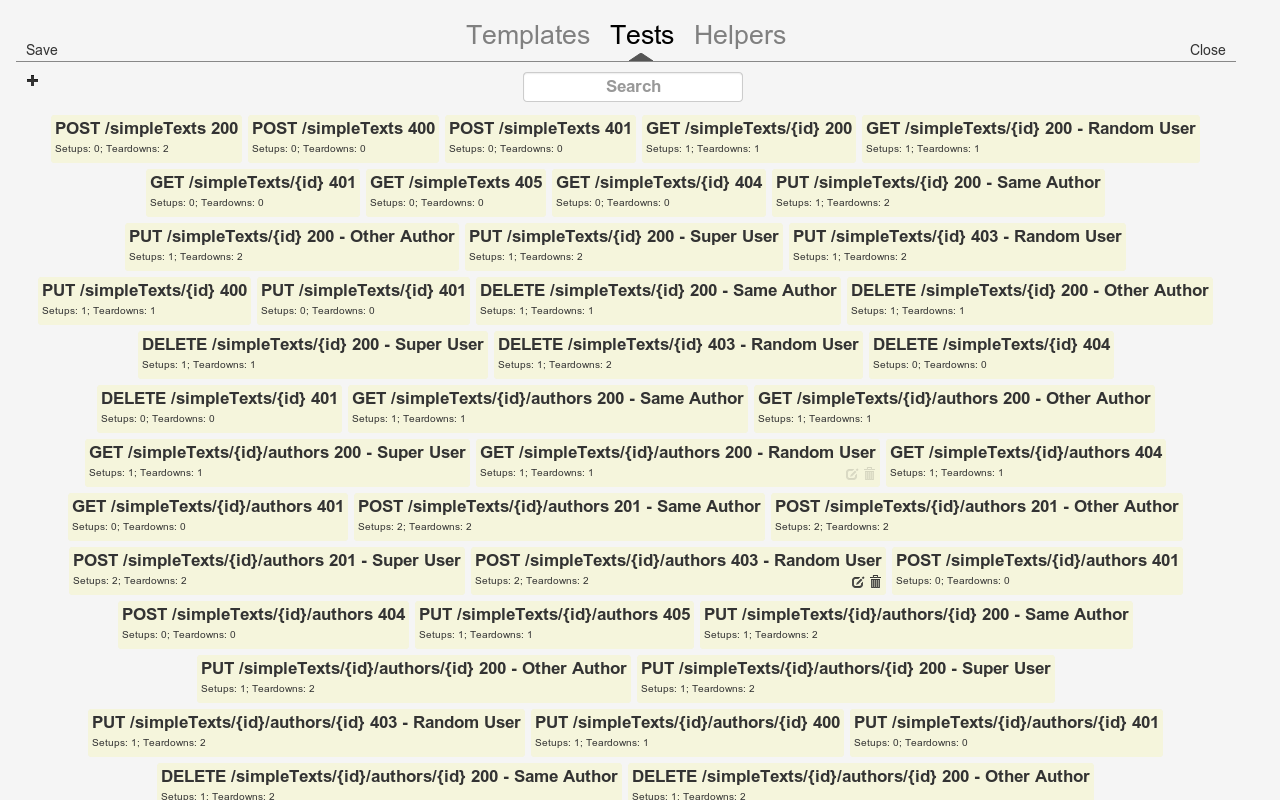 Templates Tests Helpers
Save
Close
Search
POST /simpleTexts 200
Setups: 0; Teardowns: 2
POST /simpleTexts 400
Setups: 0; Teardowns: 0
POST /simpleTexts 401
Setups: 0; Teardowns: 0
GET /simpleTexts/{id} 200
Setups: 1; Teardowns: 1
GET /simpleTexts/{id} 200 - Random User
Setups: 1; Teardowns: 1
GET /simpleTexts/{id} 401
Setups: 0; Teardowns: 0
GET /simpleTexts 405
Setups: 0; Teardowns: 0
GET /simpleTexts/{id} 404
Setups: 0; Teardowns: 0
PUT /simpleTexts/{id} 200 - Same Author
Setups: 1; Teardowns: 2
PUT /simpleTexts/{id} 200 - Other Author
Setups: 1; Teardowns: 2
PUT /simpleTexts/{id} 200 - Super User
Setups: 1; Teardowns: 2
PUT /simpleTexts/{id} 403 - Random User
Setups: 1; Teardowns: 2
PUT /simpleTexts/{id} 400
Setups: 1; Teardowns: 1
PUT /simpleTexts/{id} 401
Setups: 0; Teardowns: 0
DELETE /simpleTexts/{id} 200 - Same Author
Setups: 1; Teardowns: 1
DELETE /simpleTexts/{id} 200 - Other Author
Setups: 1; Teardowns: 1
DELETE /simpleTexts/{id} 200 - Super User
Setups: 1; Teardowns: 1
DELETE /simpleTexts/{id} 403 - Random User
Setups: 1; Teardowns: 2
DELETE /simpleTexts/{id} 404
Setups: 0; Teardowns: 0
DELETE /simpleTexts/{id} 401
Setups: 0; Teardowns: 0
GET /simpleTexts/{id}/authors 200 - Same Author
Setups: 1; Teardowns: 1
GET /simpleTexts/{id}/authors 200 - Other Author
Setups: 1; Teardowns: 1
GET /simpleTexts/{id}/authors 200 - Super User
Setups: 1; Teardowns: 1
GET /simpleTexts/{id}/authors 200 - Random User
Setups: 1; Teardowns: 1
GET /simpleTexts/{id}/authors 404
Setups: 1; Teardowns: 1
GET /simpleTexts/{id}/authors 401
Setups: 0; Teardowns: 0
POST /simpleTexts/{id}/authors 201 - Same Author
Setups: 2; Teardowns: 2
POST /simpleTexts/{id}/authors 201 - Other Author
Setups: 2; Teardowns: 2
POST /simpleTexts/{id}/authors 201 - Super User
Setups: 2; Teardowns: 2
POST /simpleTexts/{id}/authors 403 - Random User
Setups: 2; Teardowns: 2
POST /simpleTexts/{id}/authors 401
Setups: 0; Teardowns: 0
POST /simpleTexts/{id}/authors 404
Setups: 0; Teardowns: 0
PUT /simpleTexts/{id}/authors 405
Setups: 1; Teardowns: 1
PUT /simpleTexts/{id}/authors/{id} 200 - Same Author
Setups: 1; Teardowns: 2
PUT /simpleTexts/{id}/authors/{id} 200 - Other Author
Setups: 1; Teardowns: 2
PUT /simpleTexts/{id}/authors/{id} 200 - Super User
Setups: 1; Teardowns: 2
PUT /simpleTexts/{id}/authors/{id} 403 - Random User
Setups: 1; Teardowns: 2
PUT /simpleTexts/{id}/authors/{id} 400
Setups: 1; Teardowns: 1
PUT /simpleTexts/{id}/authors/{id} 401
Setups: 0; Teardowns: 0
DELETE /simpleTexts/{id}/authors/{id} 200 - Same Author
Setups: 1; Teardowns: 2
DELETE /simpleTexts/{id}/authors/{id} 200 - Other Author
Setups: 1; Teardowns: 2